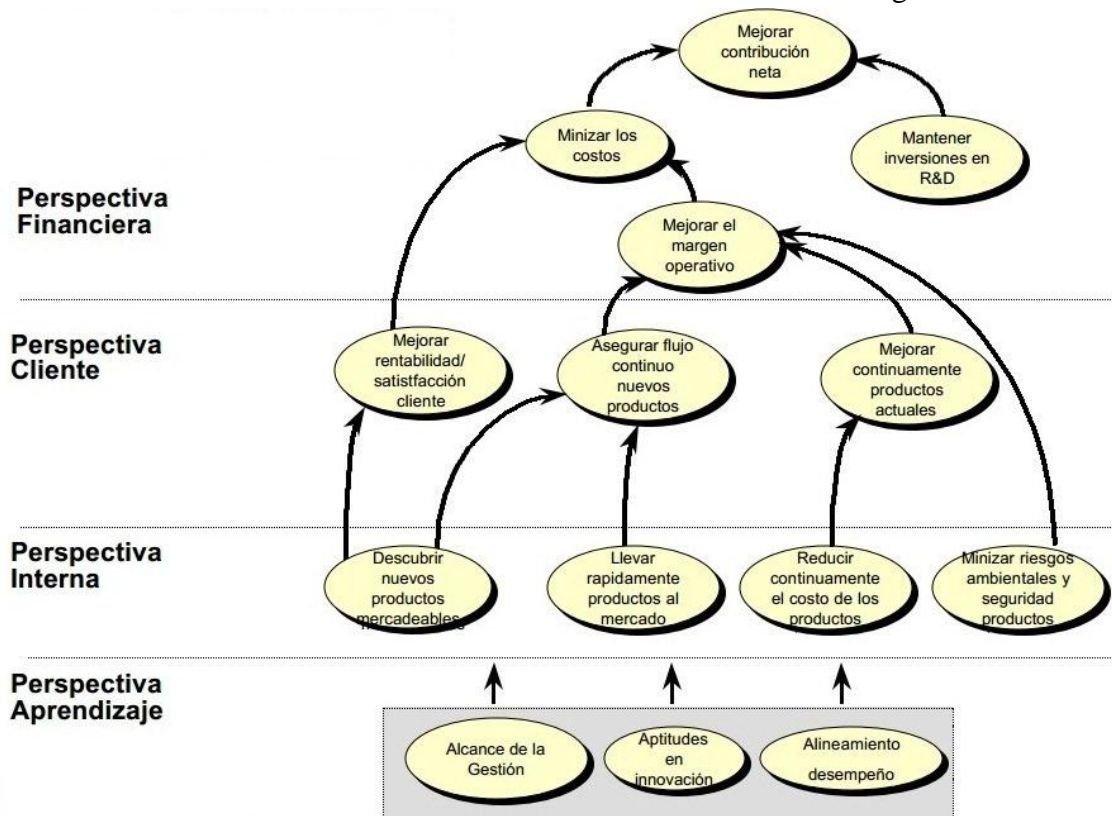 Mejorar
contribución
neta
Minizar los
costos
Mantener
inversiones en
R&D
Perspectiva
Financiera
Mejorar el
margen
operativo
Perspectiva
Cliente
Mejorar
rentabilidad/
satisfacción
cliente
Asegurar flujo
continuo
nuevos
productos
Mejorar
continuamente
productos
actuales
Perspectiva
Interna
Descubrir
nuevos
productos
mercadeables
Llevar
rapidamente
productos al
mercado
Reducir
continuamente
el costo de los
productos
Minizar riesgos
ambientales y
seguridad
productos
Perspectiva
Aprendizaje
Alcance de la
Gestión
Aptitudes
en
innovación
Alineamiento
desempeño